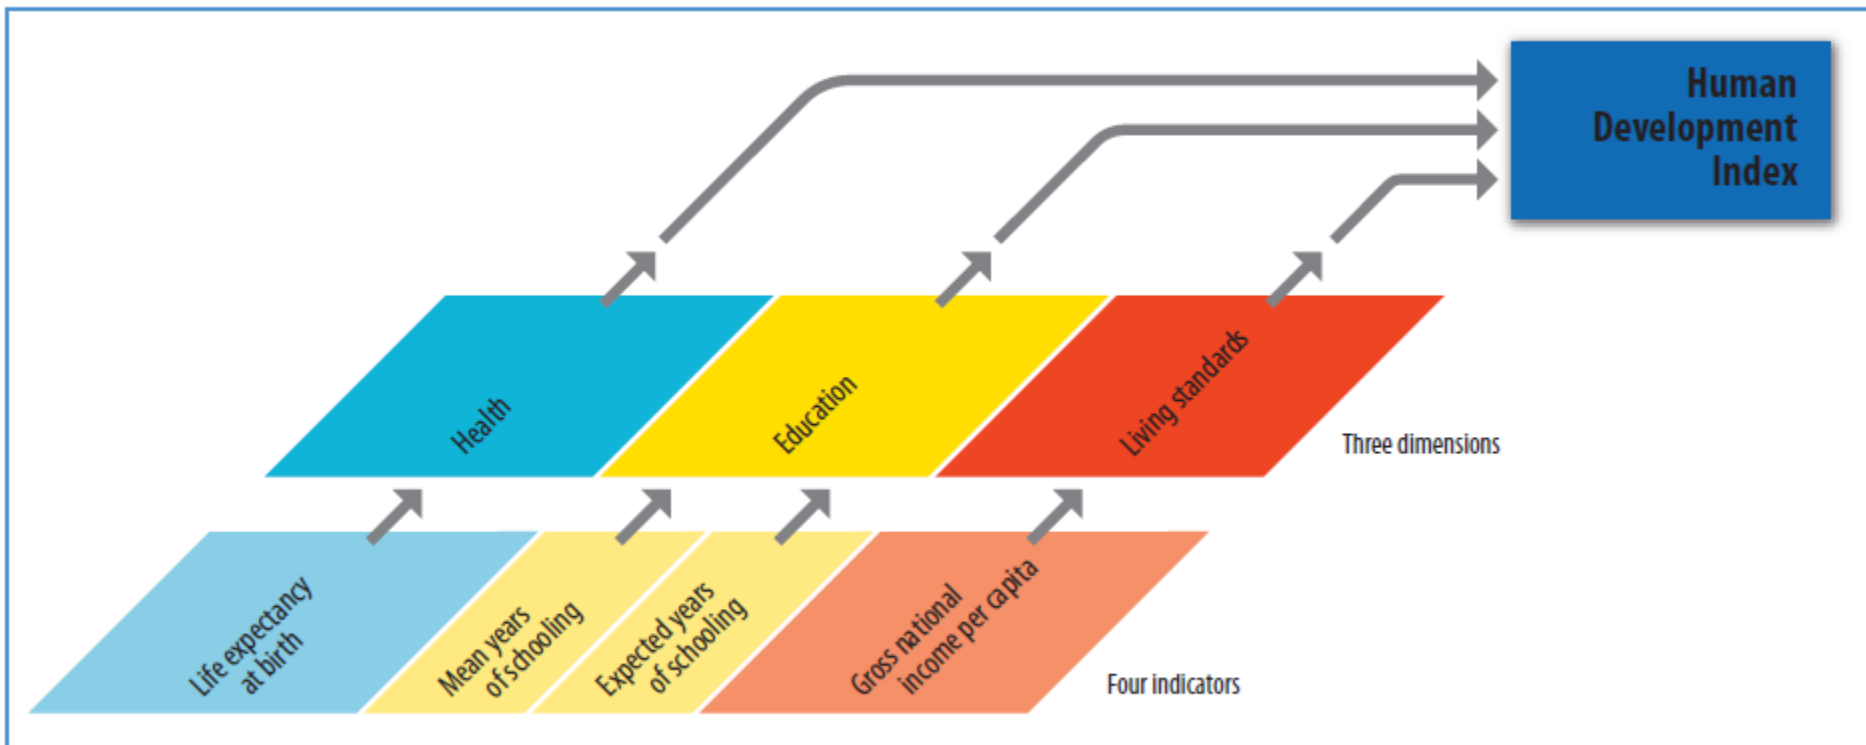 Human
Development
Index
Health
Education
Living standards
Three dimensions
Life expectancy
at birth
Mean years
of schooling
Expected years
of schooling
Gross national
income per capita
Four indicators